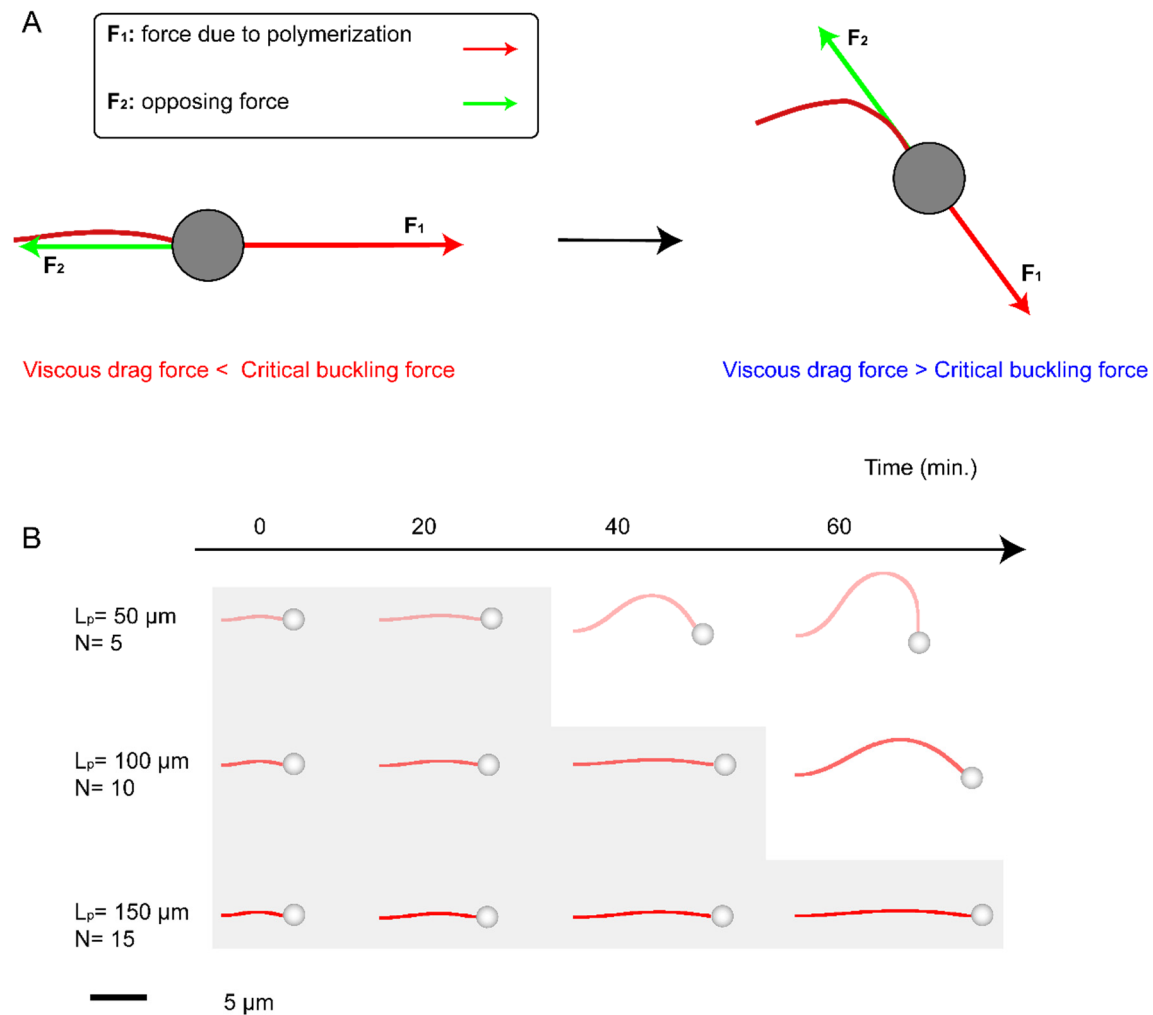 A
F₁: force due to polymerization
F₂: opposing force
F₂
F₁
F₂
F₁
Viscous drag force < Critical buckling force
Viscous drag force > Critical buckling force
Time (min.)
B
0 20 40 60
Lₚ= 50 µm
N= 5
Lₚ= 100 µm
N= 10
Lₚ= 150 µm
N= 15
5 µm